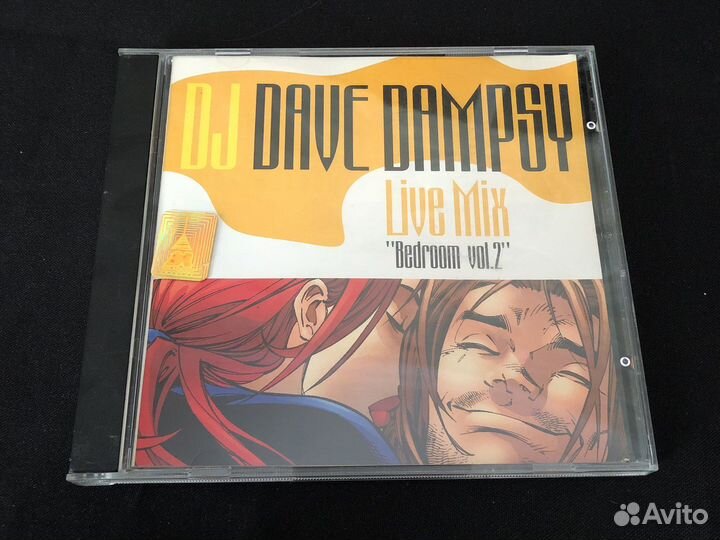 DJ DAVE DAMPSY
Live Mix
"Bedroom vol.2"
Avito